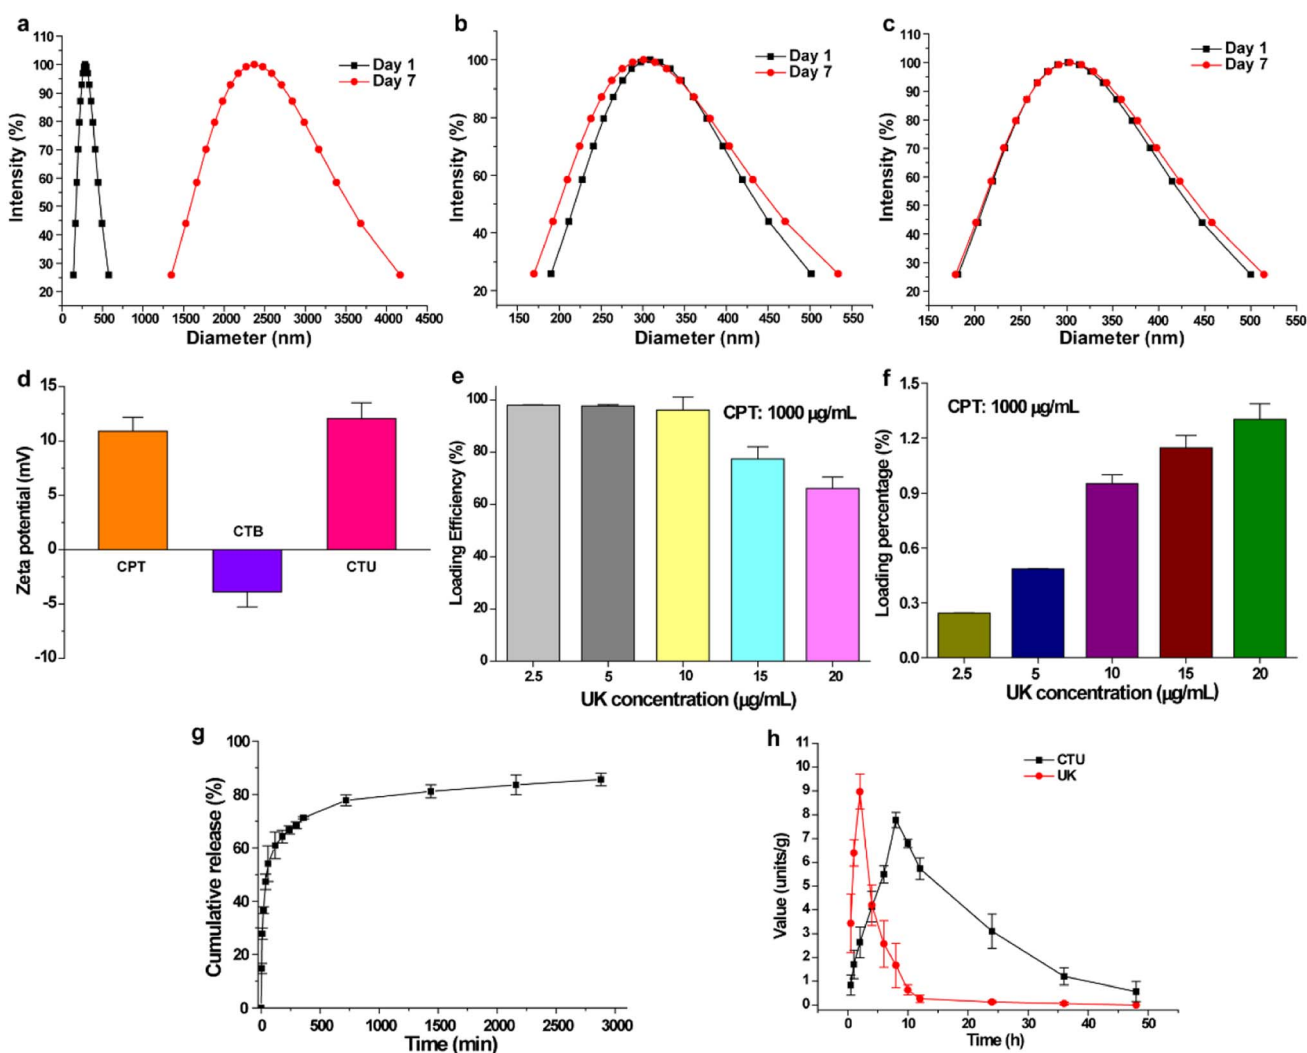 a
110
100
90
80
70
60
50
40
30
20
Intensity (%)
Day 1
Day 7
0 500 1000 1500 2000 2500 3000 3500 4000 4500
Diameter (nm)
b
100
80
60
40
20
Intensity (%)
Day 1
Day 7
150 200 250 300 350 400 450 500 550
Diameter (nm)
c
110
100
90
80
70
60
50
40
30
20
Intensity (%)
Day 1
Day 7
150 200 250 300 350 400 450 500 550
Diameter (nm)
d
15
10
5
0
-5
-10
Zeta potential (mV)
CTB
CPT
CTU
e
100
80
60
40
20
0
Loading Efficiency (%)
CPT: 1000 µg/mL
2.5 5 10 15 20
UK concentration (µg/mL)
f
1.5
1.2
0.9
0.6
0.3
0.0
Loading percentage (%)
CPT: 1000 µg/mL
2.5 5 10 15 20
UK concentration (µg/mL)
g
100
80
60
40
20
0
Cumulative release (%)
0 500 1000 1500 2000 2500 3000
Time (min)
h
11
10
9
8
7
6
5
4
3
2
1
0
Value (units/g)
CTU
UK
0 10 20 30 40 50
Time (h)